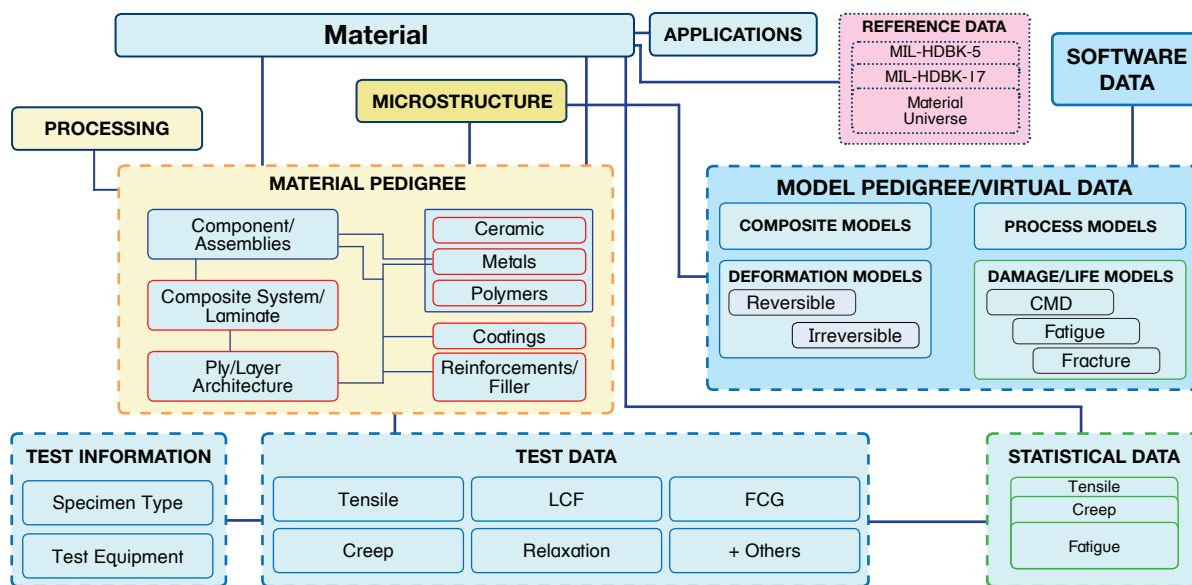 Material
APPLICATIONS
REFERENCE DATA
MIL-HDBK-5
MIL-HDBK-17
Material
Universe
SOFTWARE
DATA
PROCESSING
MICROSTRUCTURE
MATERIAL PEDIGREE
Component/
Assemblies
Composite System/
Laminate
Ply/Layer
Architecture
Ceramic
Metals
Polymers
Coatings
Reinforcements/
Filler
MODEL PEDIGREE/VIRTUAL DATA
COMPOSITE MODELS
PROCESS MODELS
DEFORMATION MODELS
Reversible
Irreversible
DAMAGE/LIFE MODELS
CMD
Fatigue
Fracture
TEST INFORMATION
Specimen Type
Test Equipment
TEST DATA
Tensile
LCF
FCG
Creep
Relaxation
+ Others
STATISTICAL DATA
Tensile
Creep
Fatigue